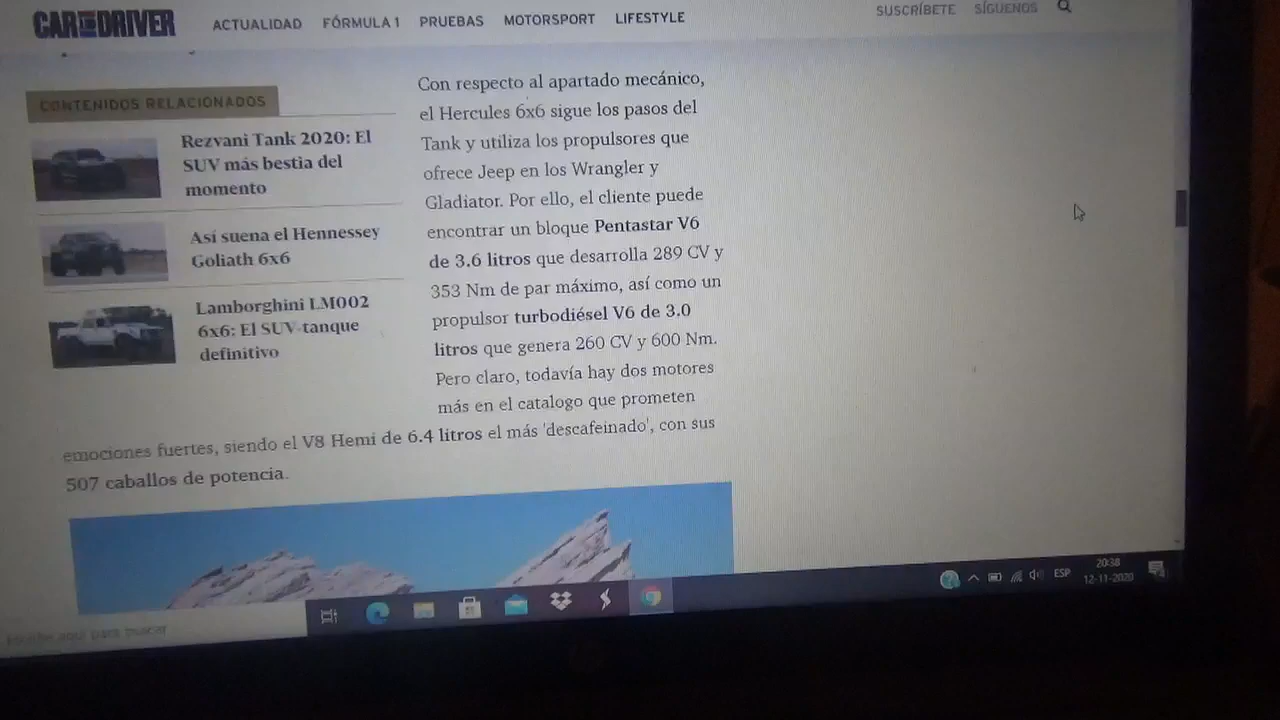 CAR AND DRIVER
ACTUALIDAD FÓRMULA 1 PRUEBAS MOTORSPORT LIFESTYLE
SUSCRÍBETE SÍGUENOS
CONTENIDOS RELACIONADOS
Rezvani Tank 2020: El
SUV más bestia del
momento
Así suena el Hennessey
Goliath 6x6
Lamborghini LM002
6x6: El SUV-tanque
definitivo
Con respecto al apartado mecánico,
el Hercules 6x6 sigue los pasos del
Tank y utiliza los propulsores que
ofrece Jeep en los Wrangler y
Gladiator. Por ello, el cliente puede
encontrar un bloque Pentastar V6
de 3.6 litros que desarrolla 289 CV y
353 Nm de par máximo, así como un
propulsor turbodiésel V6 de 3.0
litros que genera 260 CV y 600 Nm.
Pero claro, todavía hay dos motores
más en el catalogo que prometen
emociones fuertes, siendo el V8 Hemi de 6.4 litros el más 'descafeinado', con sus
507 caballos de potencia.
Escribe aquí para buscar
ESP
20:38
12-11-2020